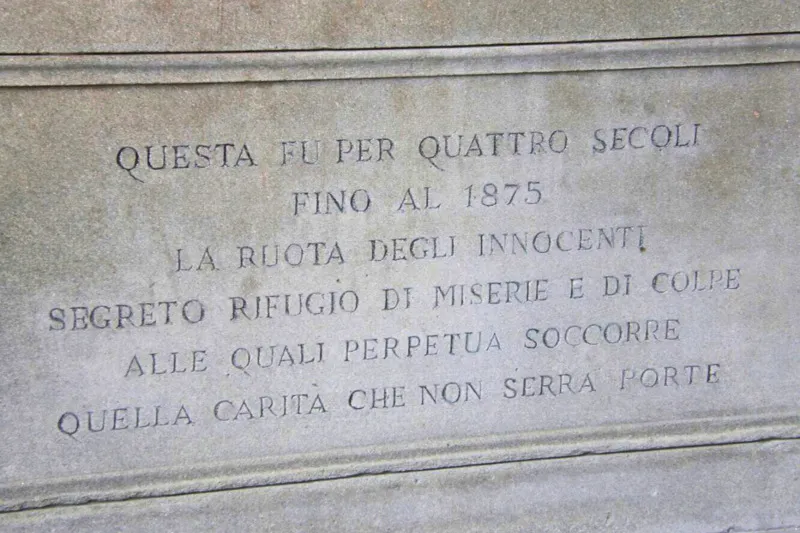 QUESTA FU PER QUATTRO SECOLI
FINO AL 1875
LA RUOTA DEGLI INNOCENTI
SEGRETO RIFUGIO DI MISERIE E DI COLPE
ALLE QUALI PERPETUA SOCCORRE
QUELLA CARITÀ CHE NON SERRA PORTE